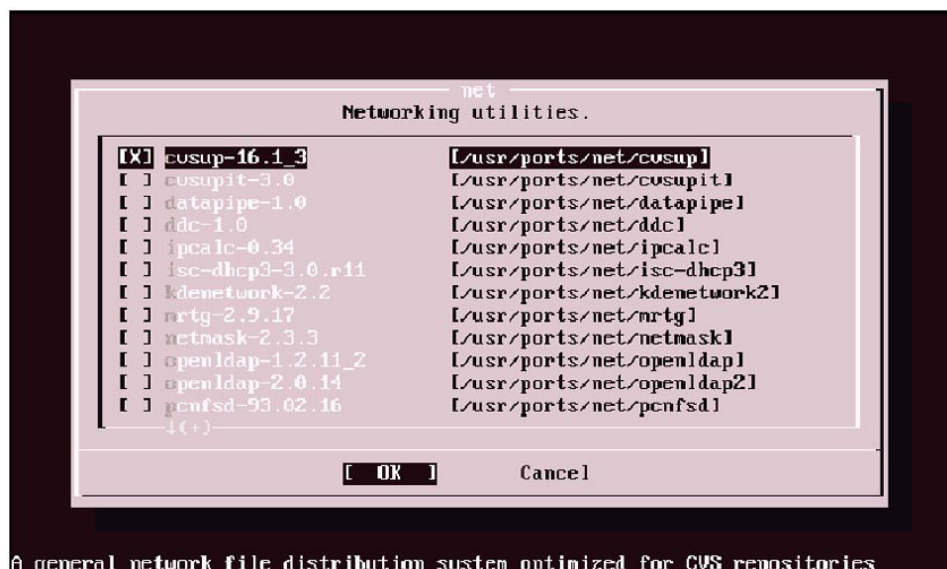 net
Networking utilities.
[X] cvsup-16.1_3 [/usr/ports/net/cvsup]
[ ] cvsupit-3.0 [/usr/ports/net/cvsupit]
[ ] datapipe-1.0 [/usr/ports/net/datapipe]
[ ] ddc-1.0 [/usr/ports/net/ddc]
[ ] ipcalc-0.34 [/usr/ports/net/ipcalc]
[ ] isc-dhcp3-3.0.r11 [/usr/ports/net/isc-dhcp3]
[ ] kdenetwork-2.2 [/usr/ports/net/kdenetwork2]
[ ] mrtg-2.9.17 [/usr/ports/net/mrtg]
[ ] netmask-2.3.3 [/usr/ports/net/netmask]
[ ] openldap-1.2.11_2 [/usr/ports/net/openldap]
[ ] openldap-2.0.14 [/usr/ports/net/openldap2]
[ ] pcnfsd-93.02.16 [/usr/ports/net/pcnfsd]
↓(+)
[ OK ] Cancel
A general network file distribution system optimized for CVS repositories